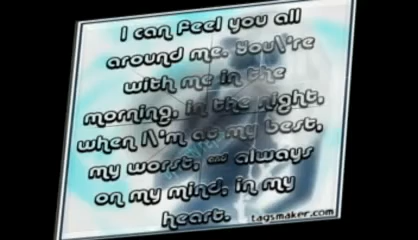 I can feel you all
around me. You\'re
with me in the
morning, in the night,
when I\'m at my best,
my worst, and always
on my mind, in my
heart.
tagsmaker.com